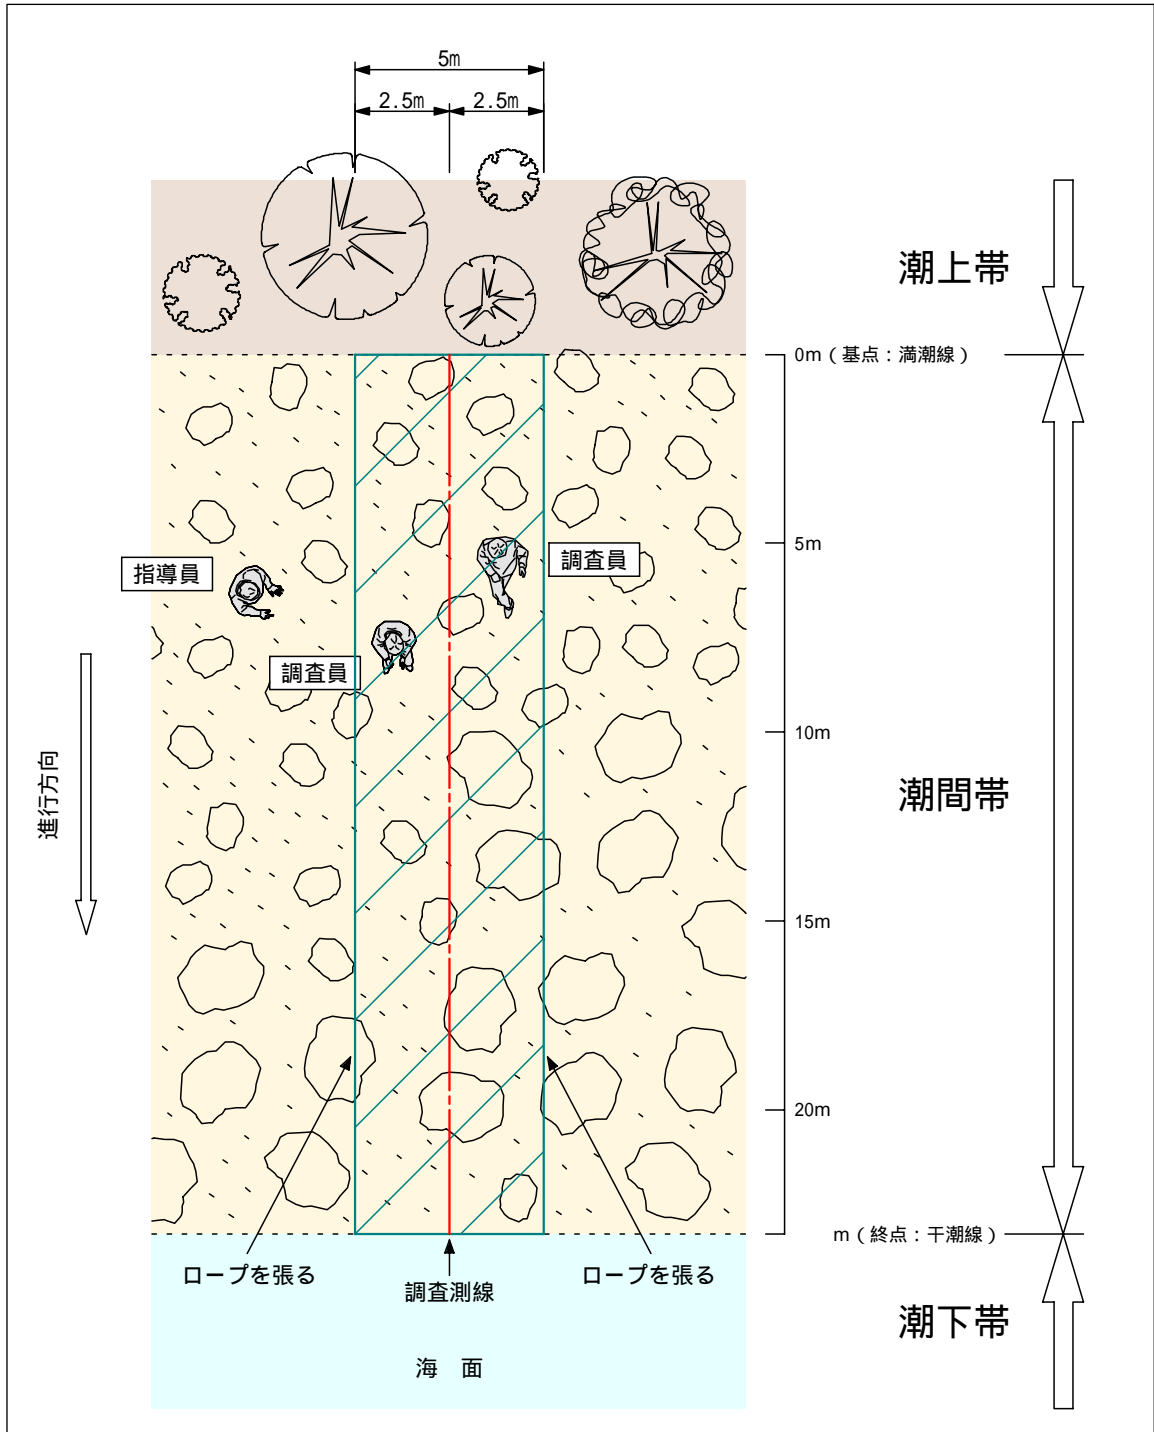 5m
2.5m 2.5m
潮上帯
0m（基点：満潮線）
5m
調査員
指導員
調査員
10m
進行方向
潮間帯
15m
20m
m（終点：干潮線）
ロープを張る
ロープを張る
調査測線
潮下帯
海 面